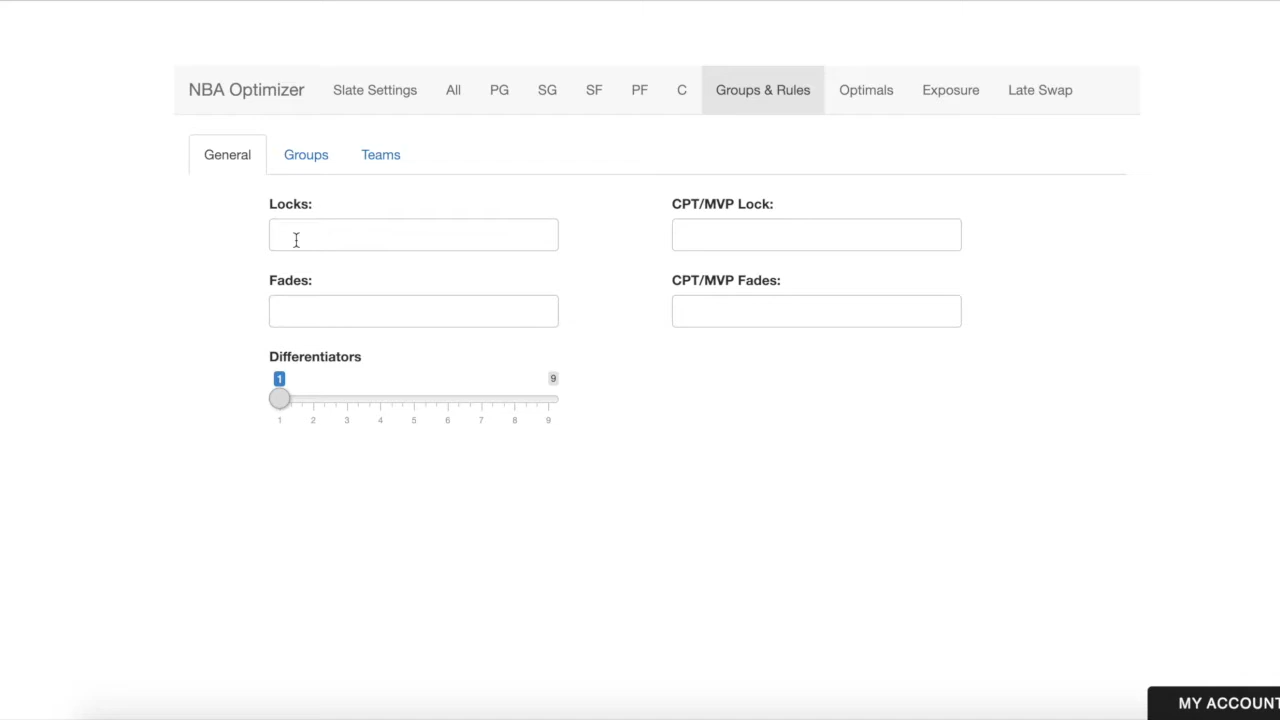 NBA Optimizer Slate Settings All PG SG SF PF C Groups & Rules Optimals Exposure Late Swap
General Groups Teams
Locks: CPT/MVP Lock:
Fades: CPT/MVP Fades:
Differentiators
1 9
1 2 3 4 5 6 7 8 9
MY ACCOUNT